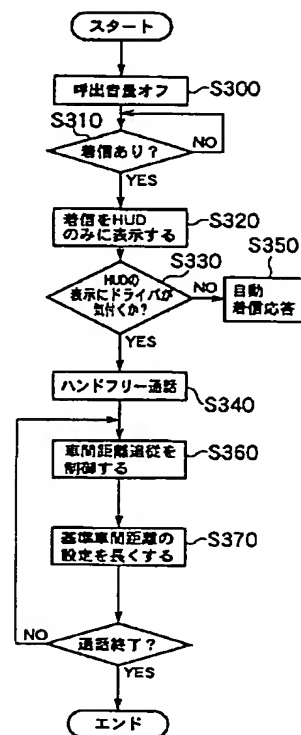 スタート
呼出音量オフ
S300
S310
着信あり?
NO
YES
着信をHUD
のみに表示する
S320
S330
HUDの
表示にドライバが
気付くか?
NO
S350
自動
着信応答
YES
ハンドフリー通話
S340
車間距離追従を
制御する
S360
基準車間距離の
設定を長くする
S370
NO
通話終了?
YES
エンド